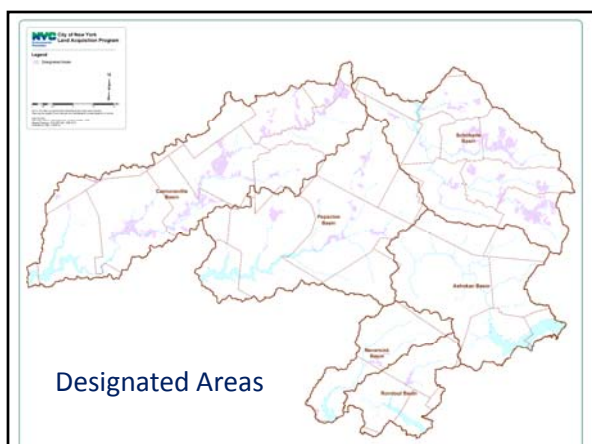 NYC
City of New York
Land Acquisition Program
Legend
Designated Areas
Schoharie
Basin
Cannonsville
Basin
Pepacton
Basin
Ashokan Basin
Neversink
Basin
Rondout Basin
Designated Areas